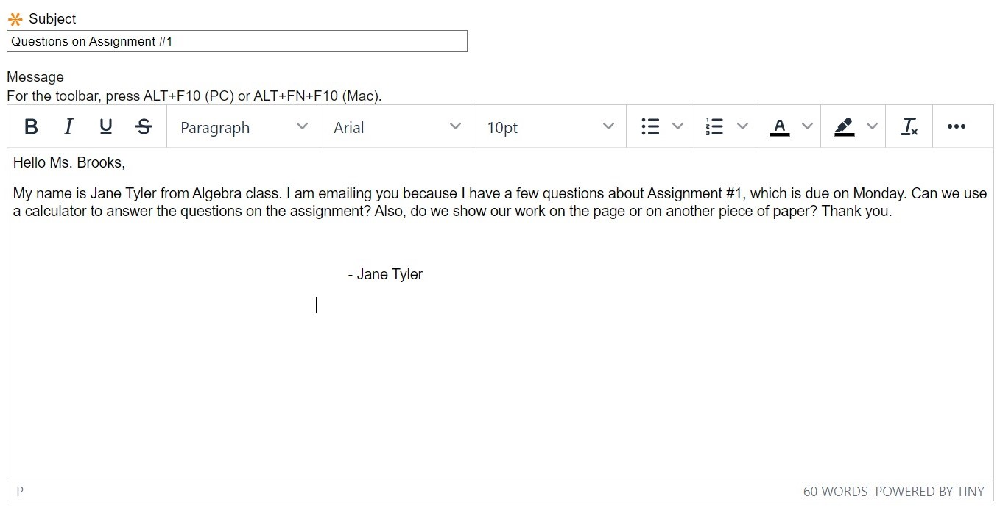 Subject
Questions on Assignment #1
Message
For the toolbar, press ALT+F10 (PC) or ALT+FN+F10 (Mac).
B I U S Paragraph Arial 10pt A
Hello Ms. Brooks,
My name is Jane Tyler from Algebra class. I am emailing you because I have a few questions about Assignment #1, which is due on Monday. Can we use
a calculator to answer the questions on the assignment? Also, do we show our work on the page or on another piece of paper? Thank you.
- Jane Tyler
P 60 WORDS POWERED BY TINY